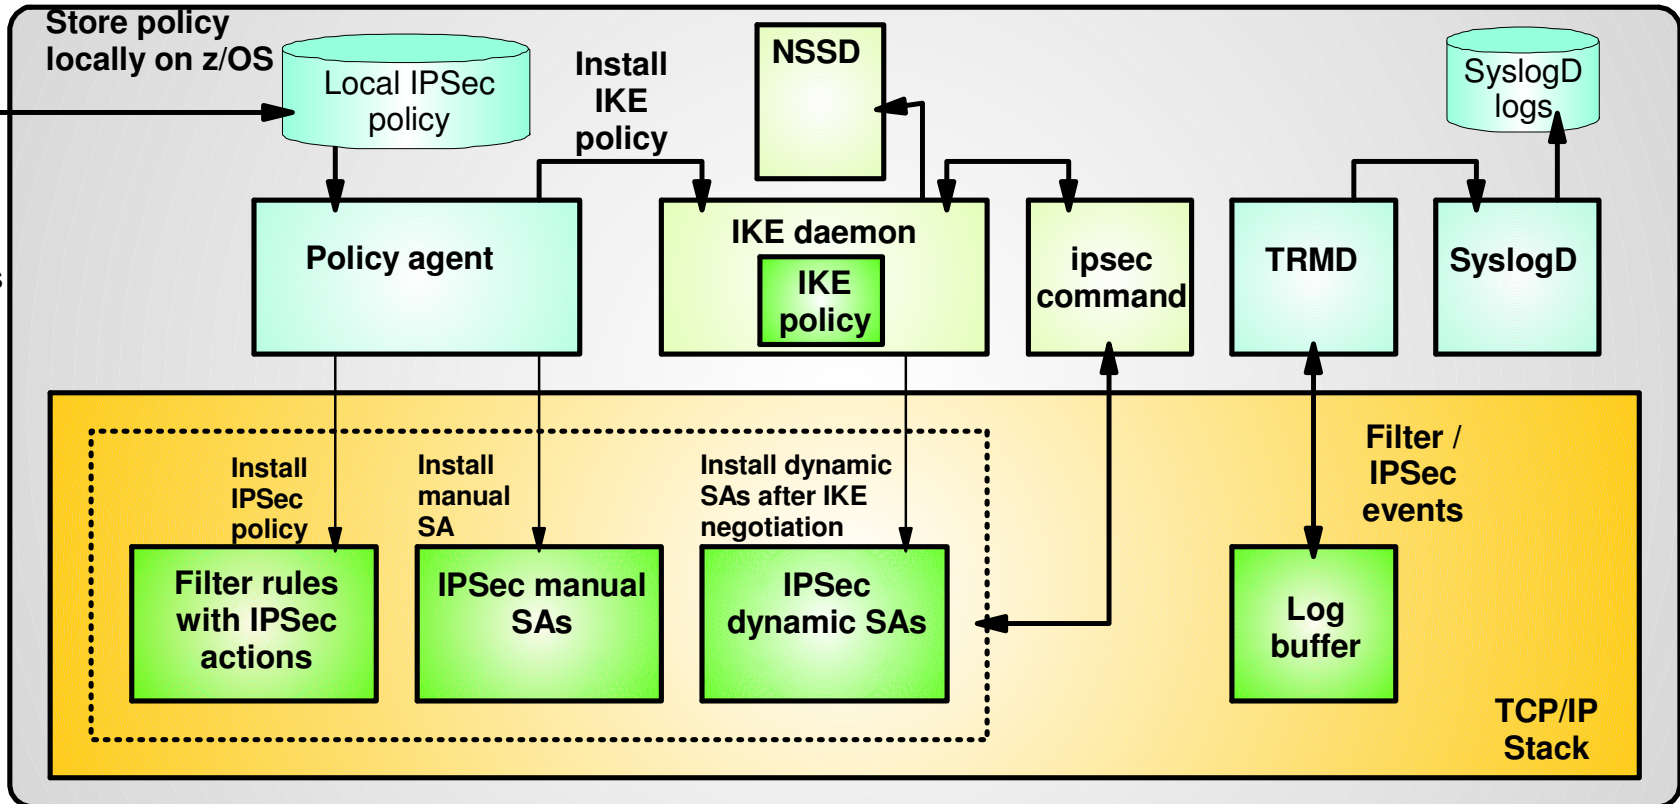 Store policy
locally on z/OS
Local IPSec
policy
Install
IKE
policy
NSSD
SyslogD
logs
Policy agent
IKE daemon
IKE
policy
ipsec
command
TRMD
SyslogD
s
Install
IPSec
policy
Install
manual
SA
Install dynamic
SAs after IKE
negotiation
Filter /
IPSec
events
Filter rules
with IPSec
actions
IPSec manual
SAs
IPSec
dynamic SAs
Log
buffer
TCP/IP
Stack